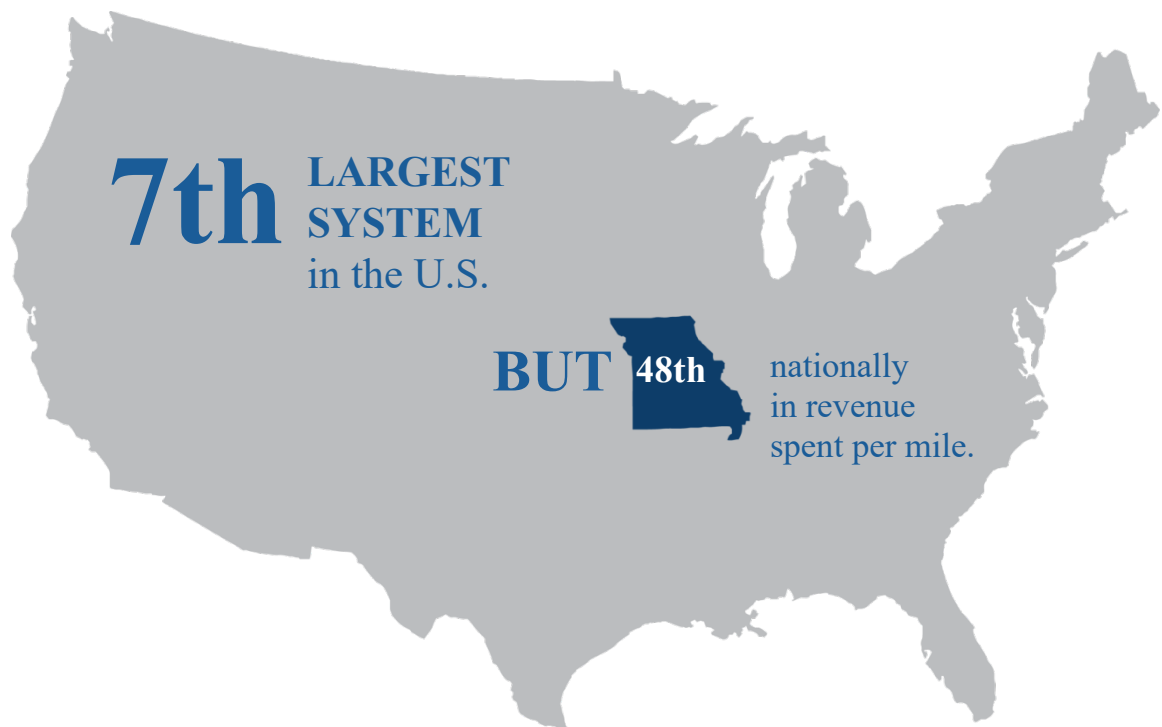 7th
LARGEST
SYSTEM
in the U.S.
BUT
48th
nationally
in revenue
spent per mile.